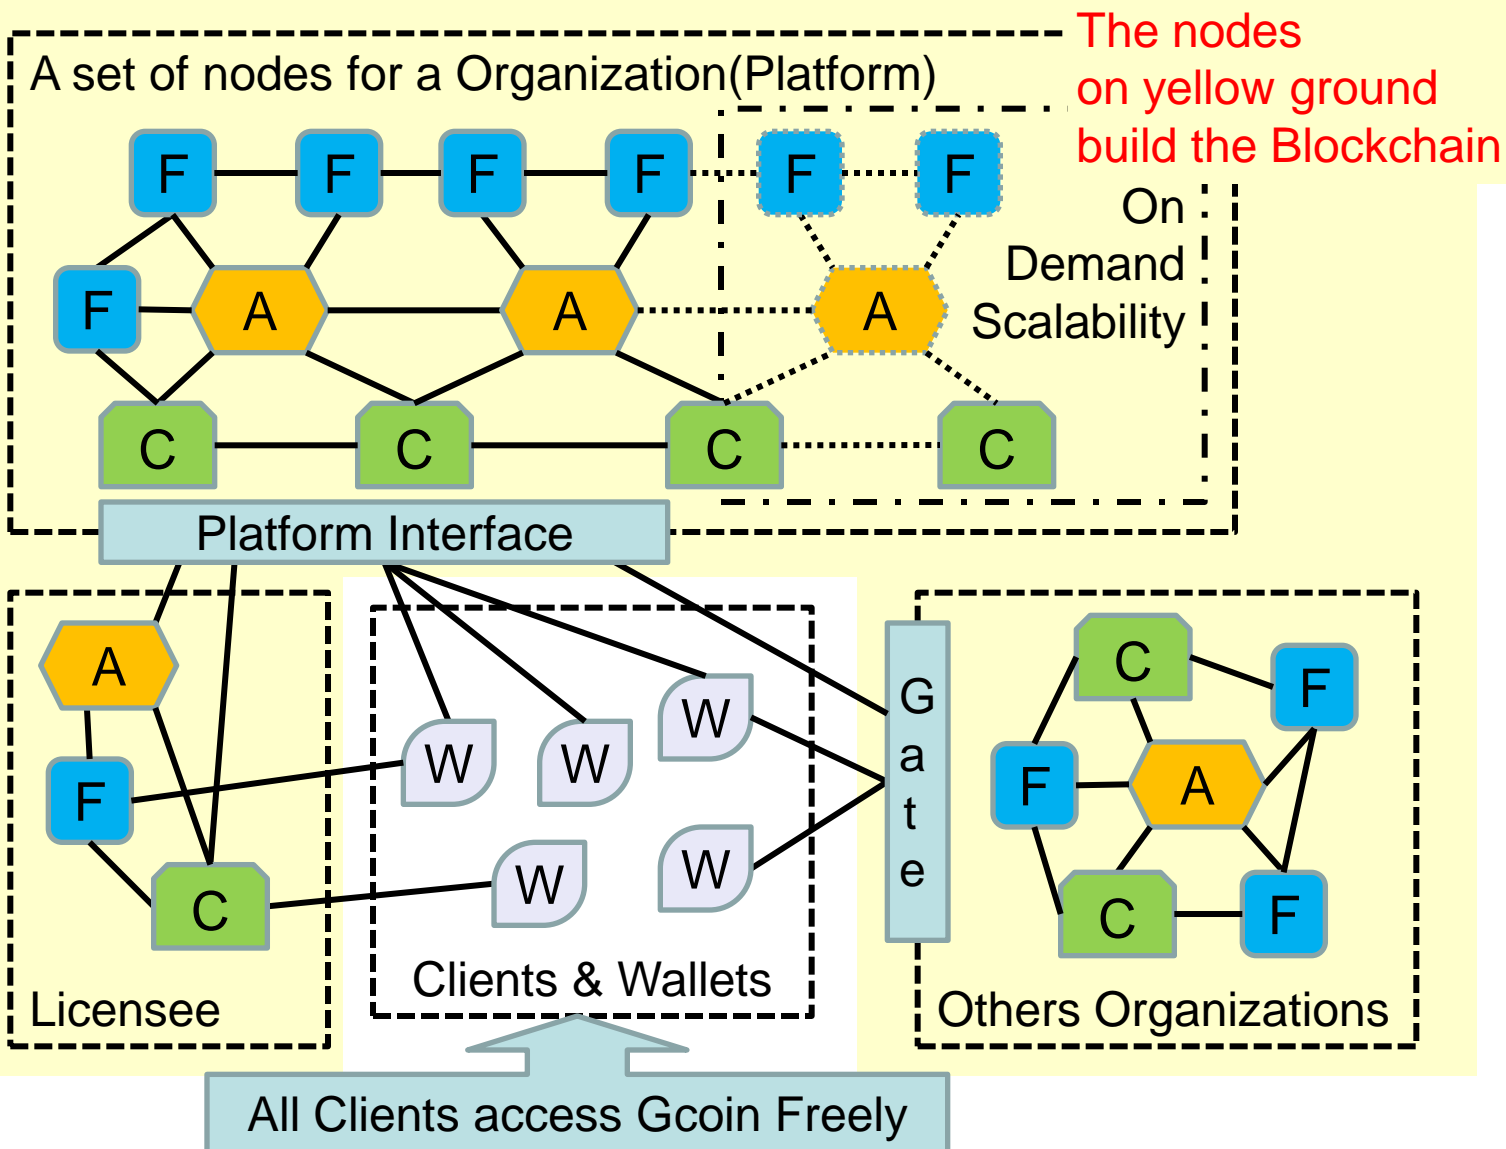 The nodes
on yellow ground
build the Blockchain
A set of nodes for a Organization(Platform)
F F F F F F
On
Demand
Scalability
F A A A
C C C C
Platform Interface
A
F
C
Licensee
W W W
W W
Clients & Wallets
G
a
t
e
C F
F A
C F
Others Organizations
All Clients access Gcoin Freely